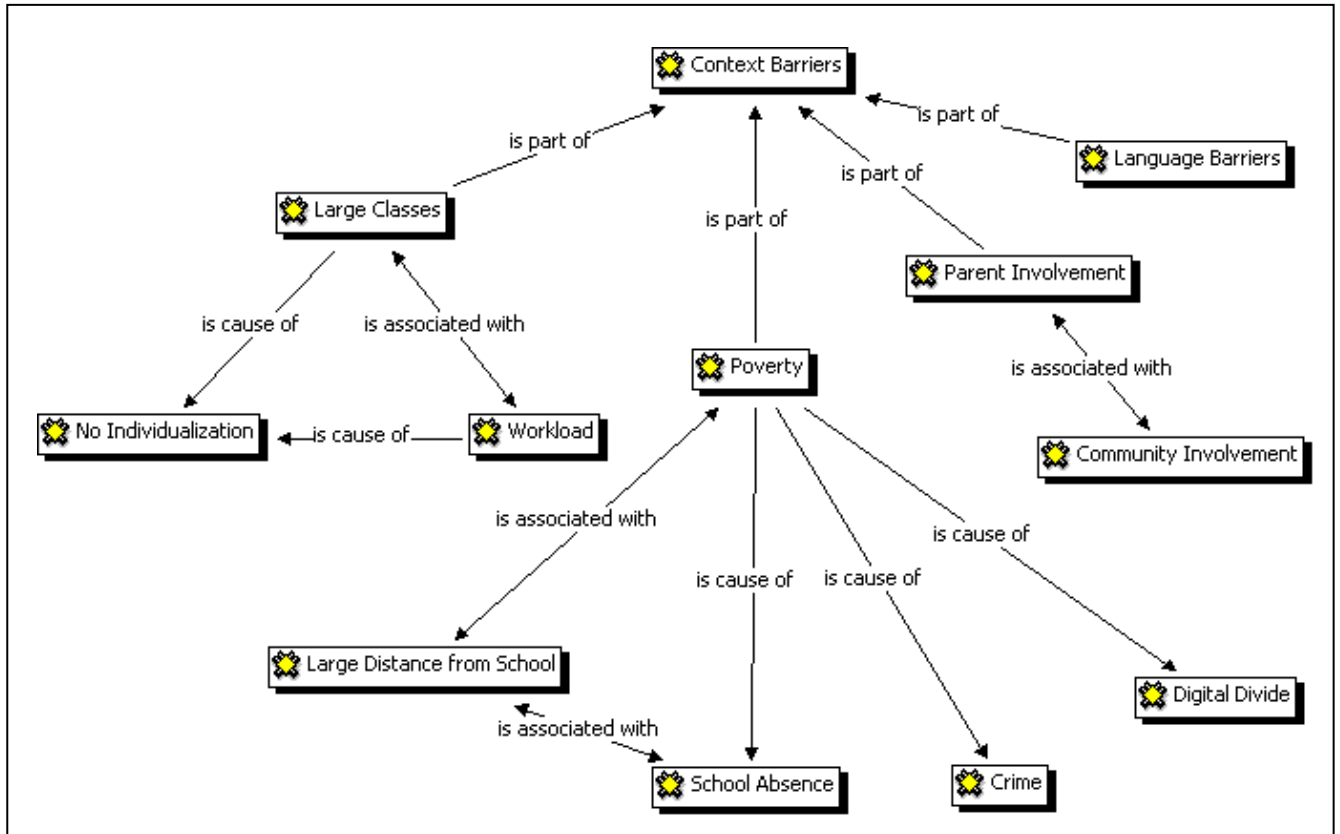 Context Barriers
is part of
is part of
Language Barriers
is part of
Large Classes
is part of
Parent Involvement
is cause of
is associated with
Poverty
is associated with
No Individualization
is cause of
Workload
Community Involvement
is associated with
is cause of
is cause of
is cause of
Large Distance from School
Digital Divide
is associated with
School Absence
Crime